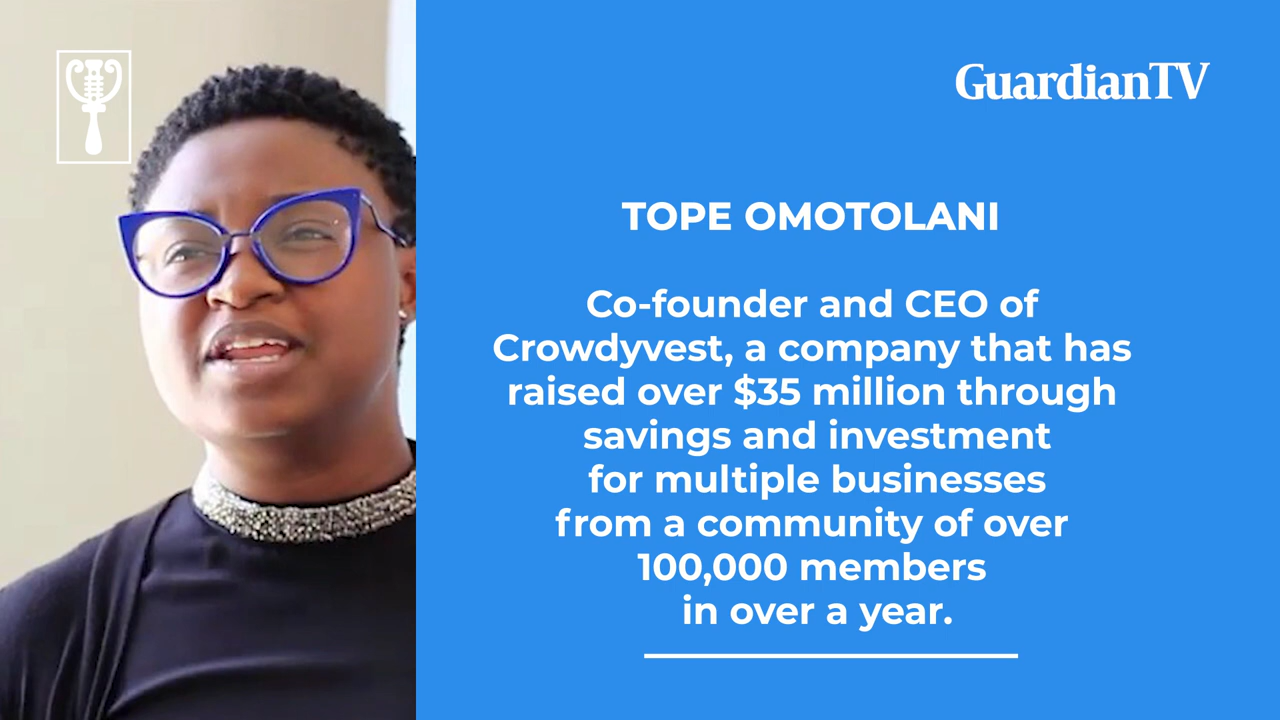 GuardianTV
TOPE OMOTOLANI
Co-founder and CEO of
Crowdyvest, a company that has
raised over $35 million through
savings and investment
for multiple businesses
from a community of over
100,000 members
in over a year.